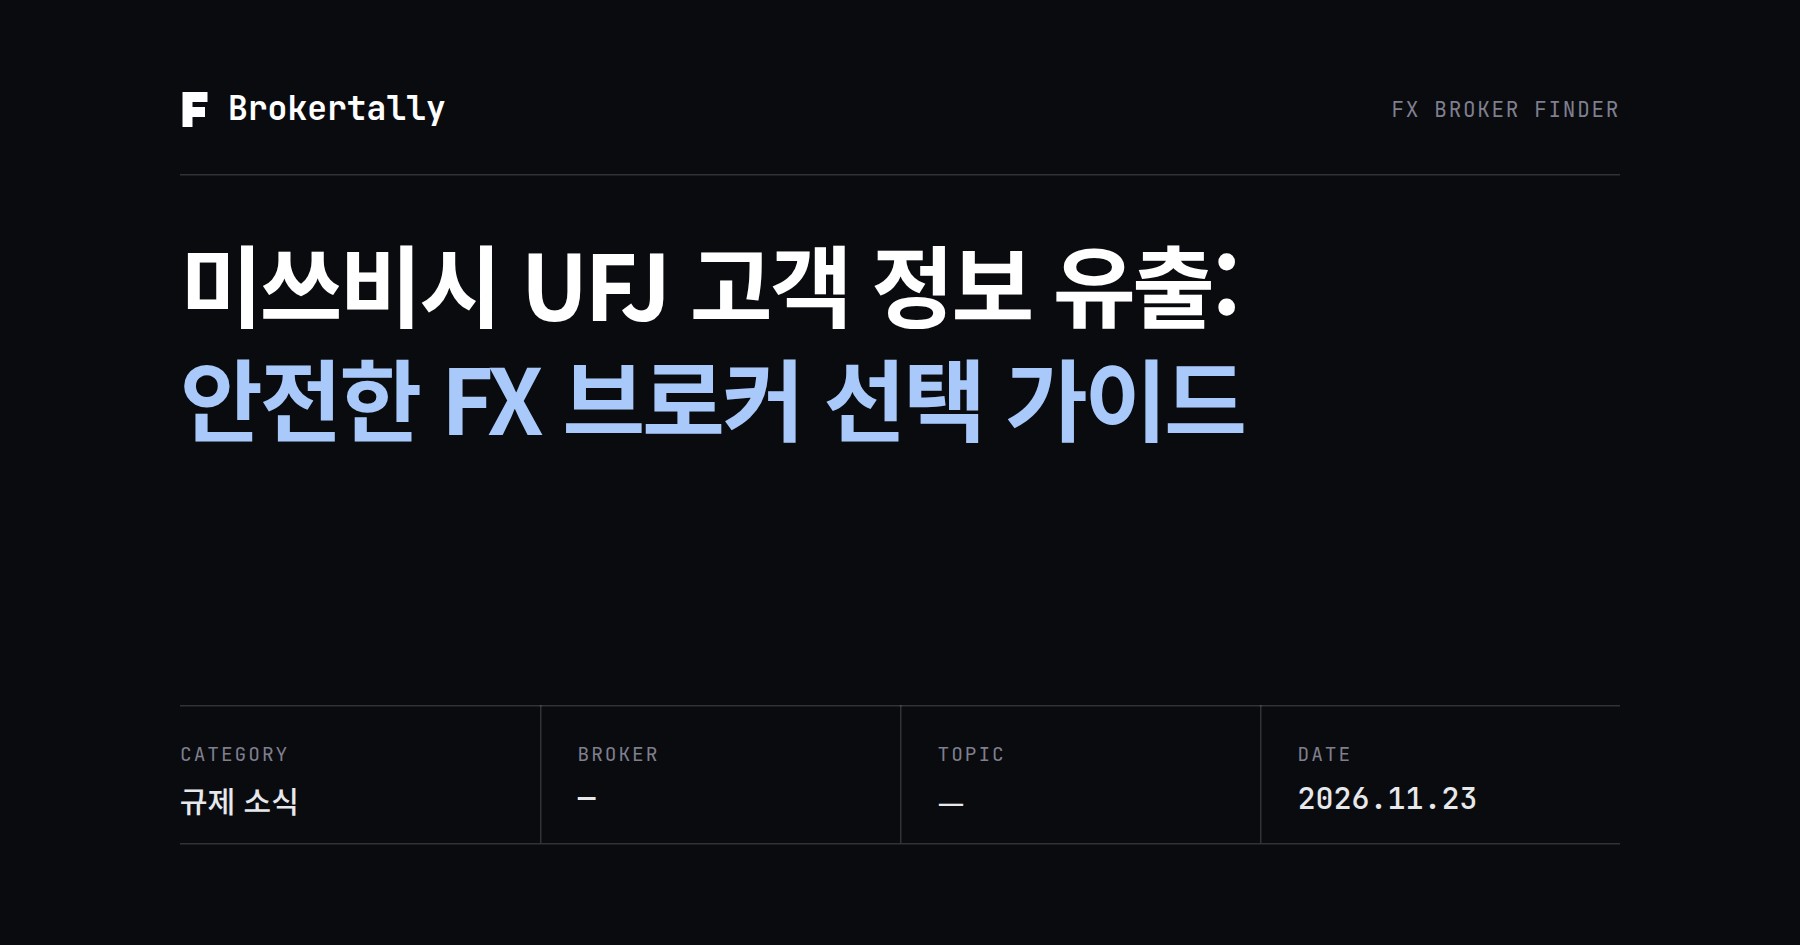 Brokertally
FX BROKER FINDER
미쓰비시 UFJ 고객 정보 유출:
안전한 FX 브로커 선택 가이드
CATEGORY
규제 소식
BROKER
—
TOPIC
—
DATE
2026.11.23